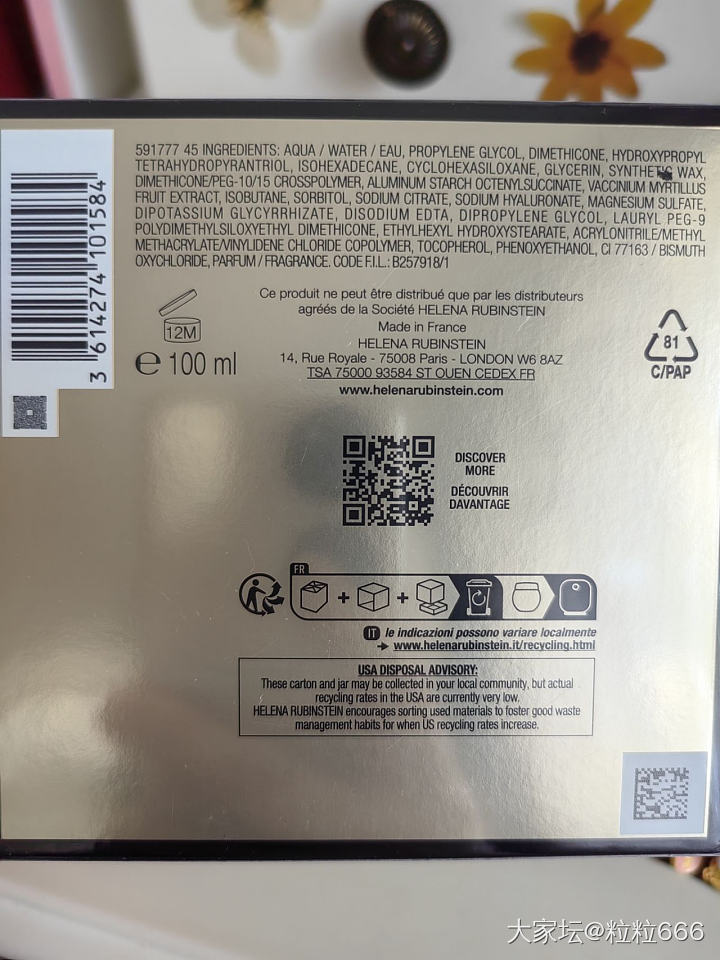 591777 45 INGREDIENTS: AQUA / WATER / EAU, PROPYLENE GLYCOL, DIMETHICONE, HYDROXYPROPYL
TETRAHYDROPYRANTRIOL, ISOHEXADECANE, CYCLOHEXASILOXANE, GLYCERIN, SYNTHETIC WAX,
DIMETHICONE/PEG-10/15 CROSSPOLYMER, ALUMINUM STARCH OCTENYLSUCCINATE, VACCINIUM MYRTILLUS
FRUIT EXTRACT, ISOBUTANE, SORBITOL, SODIUM CITRATE, SODIUM HYALURONATE, MAGNESIUM SULFATE,
DIPOTASSIUM GLYCYRRHIZATE, DISODIUM EDTA, DIPROPYLENE GLYCOL, LAURYL PEG-9
POLYDIMETHYLSILOXYETHYL DIMETHICONE, ETHYLHEXYL HYDROXYSTEARATE, ACRYLONITRILE/METHYL
METHACRYLATE/VINYLIDENE CHLORIDE COPOLYMER, TOCOPHEROL, PHENOXYETHANOL, CI 77163 / BISMUTH
OXYCHLORIDE, PARFUM / FRAGRANCE. CODE F.I.L.: B257918/1
3 614274 101584
12M
℮ 100 ml
Ce produit ne peut être distribué que par les distributeurs
agréés de la Société HELENA RUBINSTEIN
Made in France
HELENA RUBINSTEIN
14, Rue Royale - 75008 Paris - LONDON W6 8AZ
TSA 75000 93584 ST OUEN CEDEX FR
www.helenarubinstein.com
81
C/PAP
DISCOVER
MORE
DÉCOUVRIR
DAVANTAGE
FR
+ +
IT le indicazioni possono variare localmente
→ www.helenarubinstein.it/recycling.html
USA DISPOSAL ADVISORY:
These carton and jar may be collected in your local community, but actual
recycling rates in the USA are currently very low.
HELENA RUBINSTEIN encourages sorting used materials to foster good waste
management habits for when US recycling rates increase.
大家坛@粒粒666